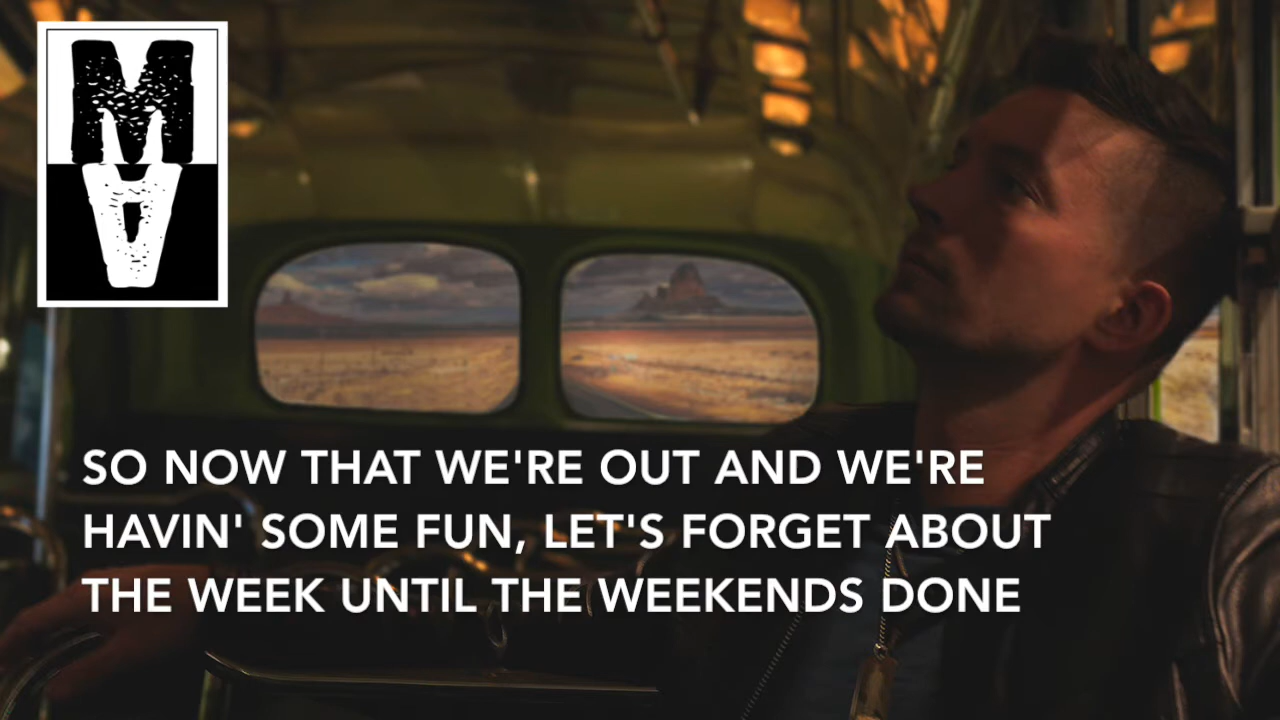 M
A
SO NOW THAT WE'RE OUT AND WE'RE
HAVIN' SOME FUN, LET'S FORGET ABOUT
THE WEEK UNTIL THE WEEKENDS DONE